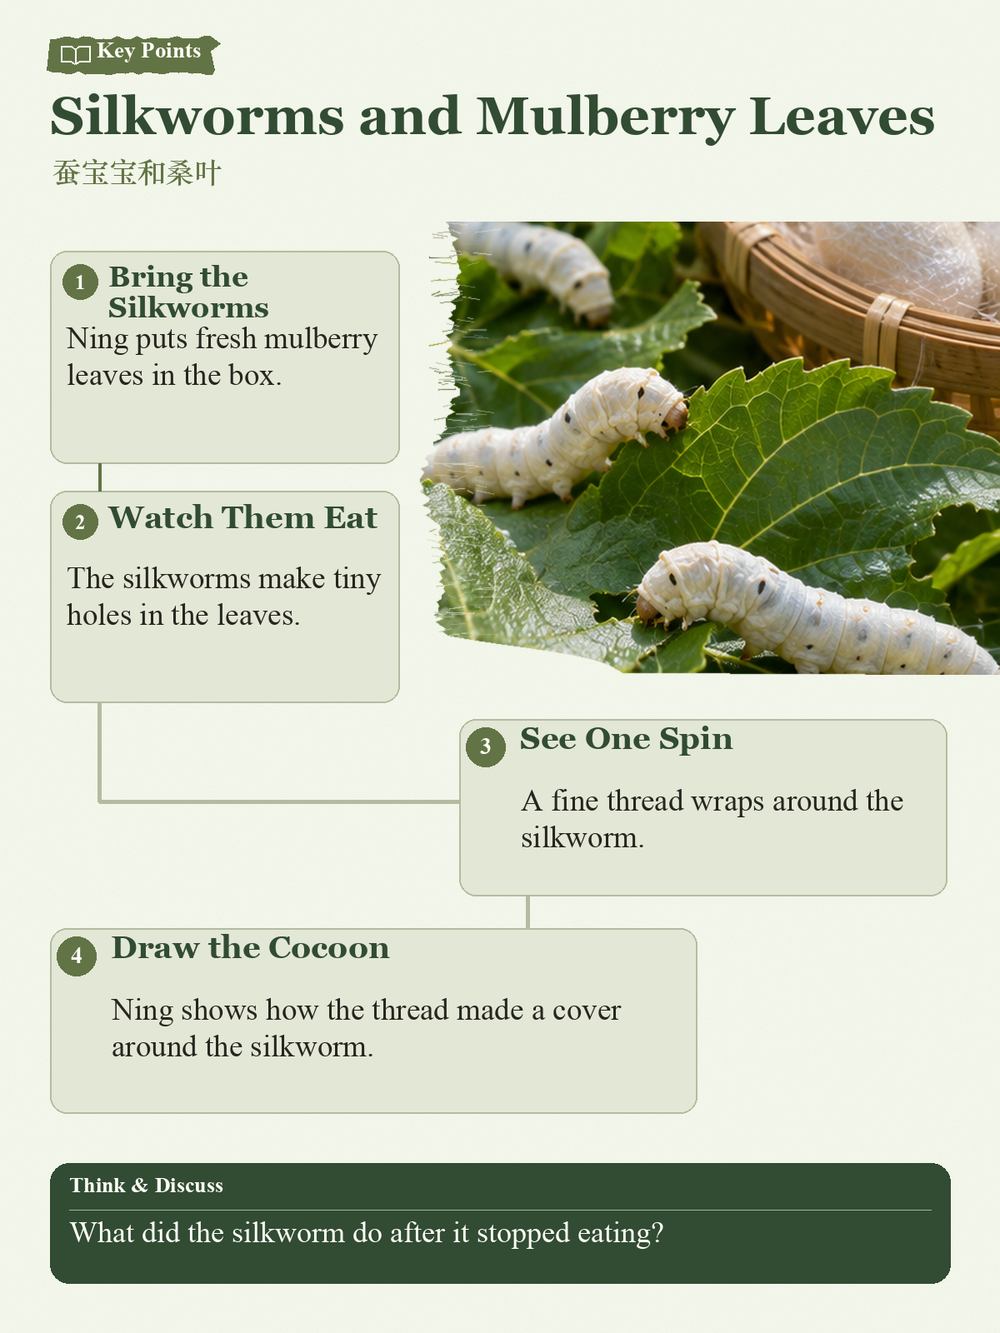 Key Points
Silkworms and Mulberry Leaves
蚕宝宝和桑叶
1 Bring the
Silkworms
Ning puts fresh mulberry
leaves in the box.
2 Watch Them Eat
The silkworms make tiny
holes in the leaves.
3 See One Spin
A fine thread wraps around the
silkworm.
4 Draw the Cocoon
Ning shows how the thread made a cover
around the silkworm.
Think & Discuss
What did the silkworm do after it stopped eating?